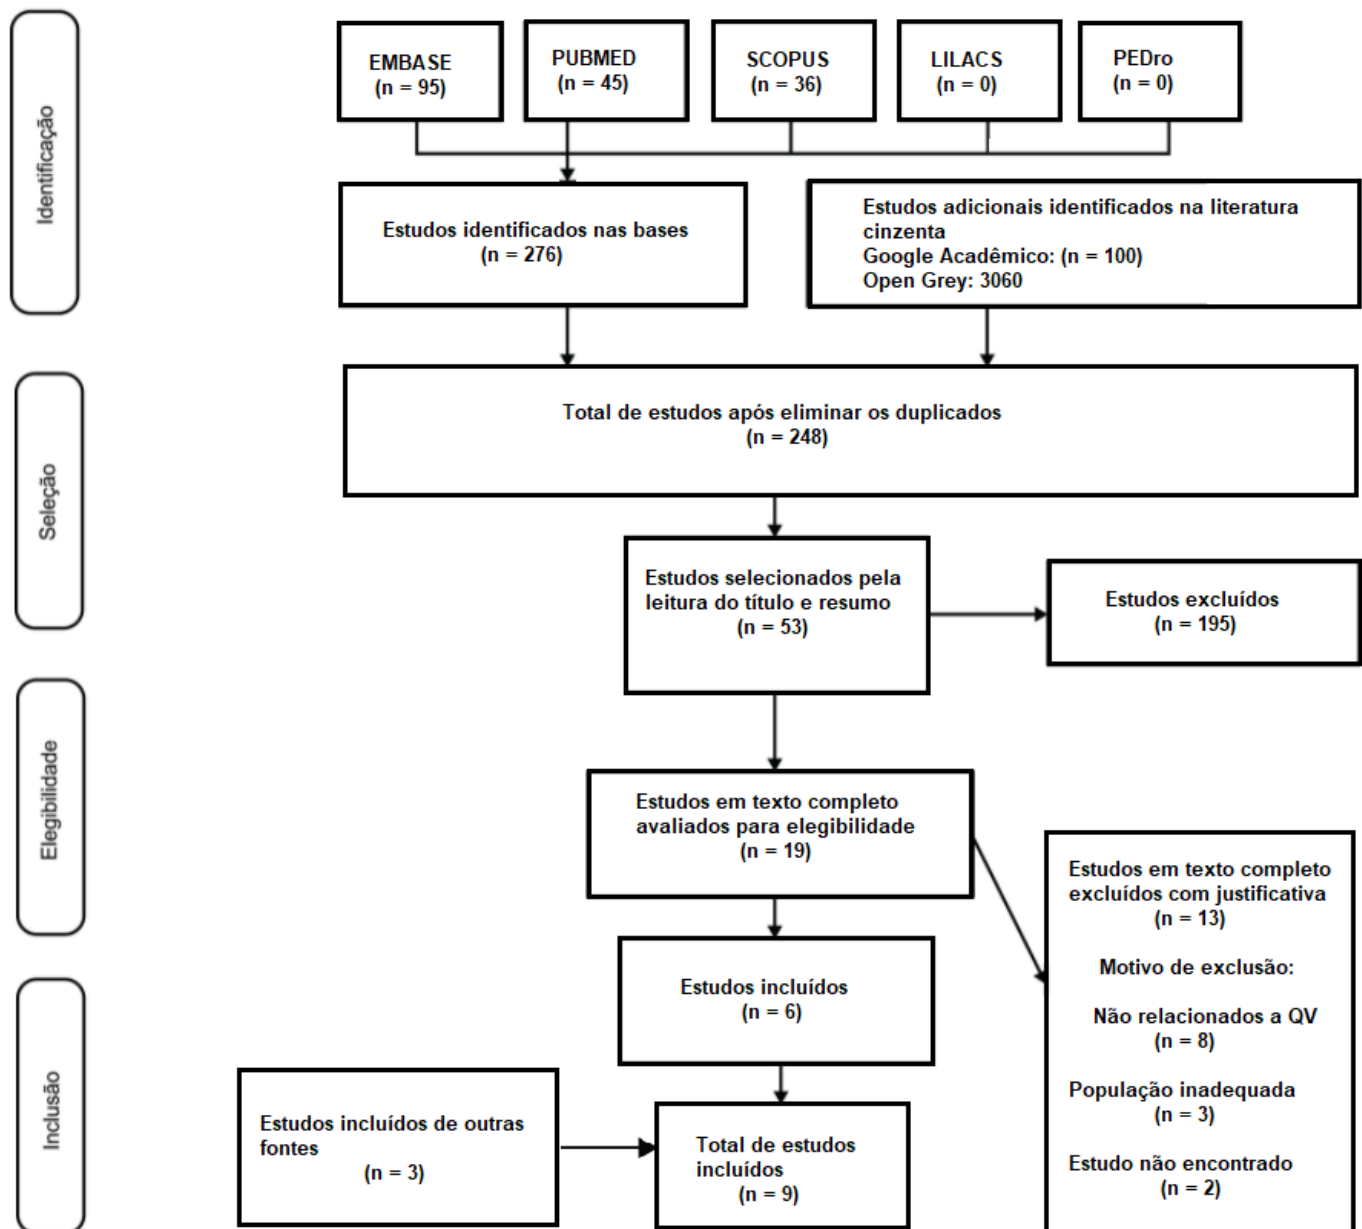 Identificação
EMBASE
(n = 95)
PUBMED
(n = 45)
SCOPUS
(n = 36)
LILACS
(n = 0)
PEDro
(n = 0)
Estudos identificados nas bases
(n = 276)
Estudos adicionais identificados na literatura
cinzenta
Google Acadêmico: (n = 100)
Open Grey: 3060
Seleção
Total de estudos após eliminar os duplicados
(n = 248)
Estudos selecionados pela
leitura do título e resumo
(n = 53)
Estudos excluídos
(n = 195)
Elegibilidade
Estudos em texto completo
avaliados para elegibilidade
(n = 19)
Estudos em texto completo
excluídos com justificativa
(n = 13)
Motivo de exclusão:
Não relacionados a QV
(n = 8)
População inadequada
(n = 3)
Estudo não encontrado
(n = 2)
Inclusão
Estudos incluídos
(n = 6)
Estudos incluídos de outras
fontes
(n = 3)
Total de estudos
incluídos
(n = 9)